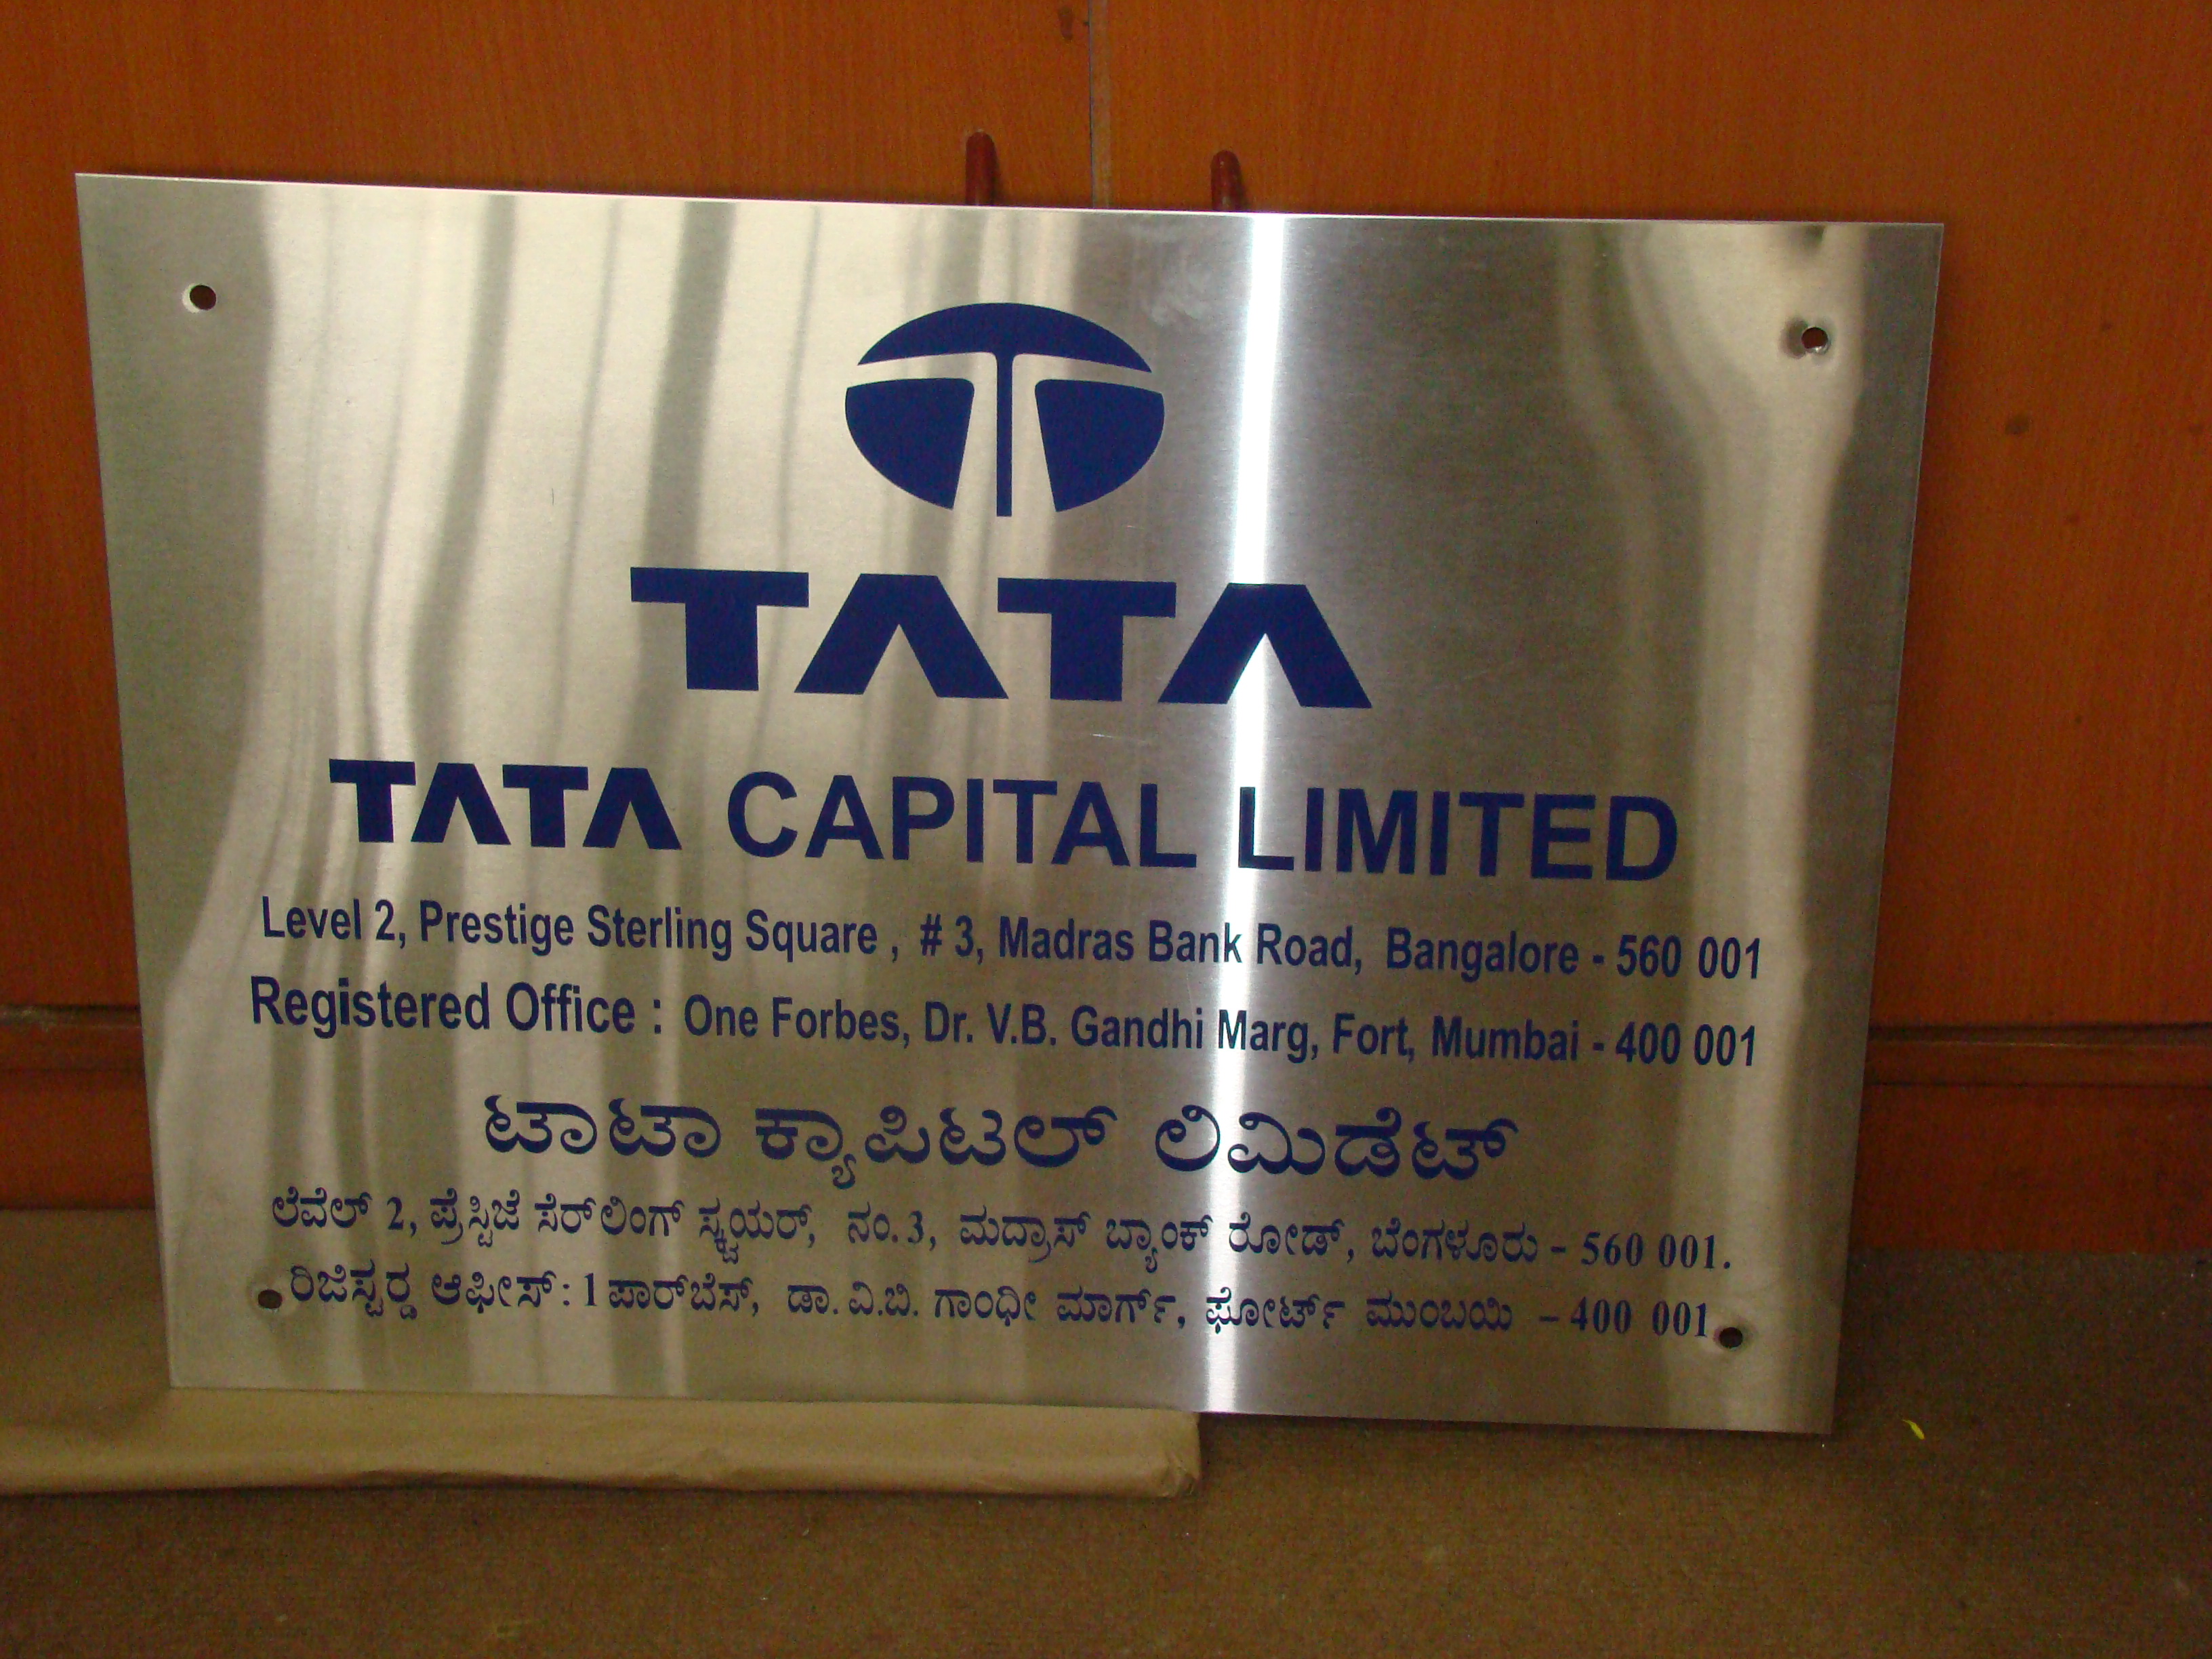 TATA
TATA CAPITAL LIMITED
Level 2, Prestige Sterling Square , # 3, Madras Bank Road, Bangalore - 560 001
Registered Office : One Forbes, Dr. V.B. Gandhi Marg, Fort, Mumbai - 400 001
ಟಾಟಾ ಕ್ಯಾಪಿಟಲ್ ಲಿಮಿಡೆಟ್
ಲೆವೆಲ್ 2, ಪ್ರೆಸ್ಟಿಜೆ ಸೆರ್‌ಲಿಂಗ್ ಸ್ಕ್ವಯರ್, ನಂ. 3, ಮದ್ರಾಸ್ ಬ್ಯಾಂಕ್ ರೋಡ್, ಬೆಂಗಳೂರು - 560 001.
ರಿಜಿಸ್ಟರ್‍ಡ ಆಫೀಸ್: 1 ಪಾರ್‌ಬೆಸ್, ಡಾ. ವಿ.ಬಿ. ಗಾಂಧೀ ಮಾರ್ಗ್, ಫೋರ್ಟ್ ಮುಂಬಯಿ - 400 001